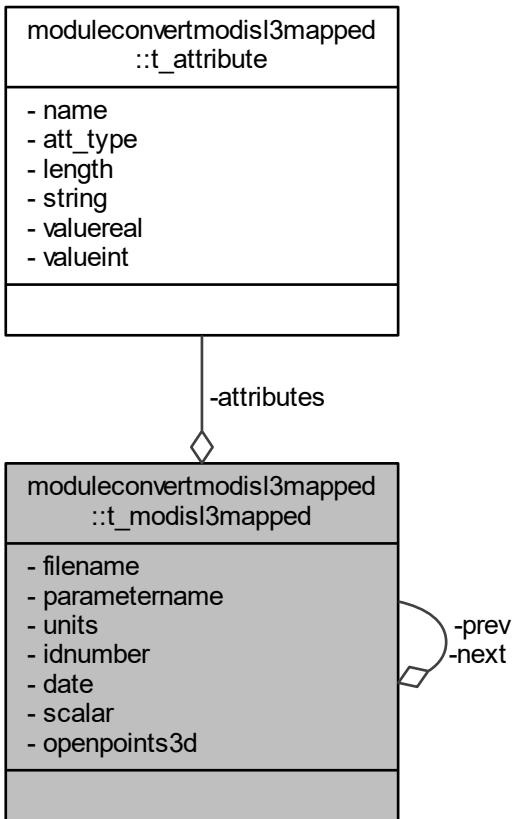 moduleconvertmodisl3mapped
::t_attribute
- name
- att_type
- length
- string
- valuereal
- valueint
-attributes
moduleconvertmodisl3mapped
::t_modisl3mapped
- filename
- parametername
- units
- idnumber
- date
- scalar
- openpoints3d
-prev
-next